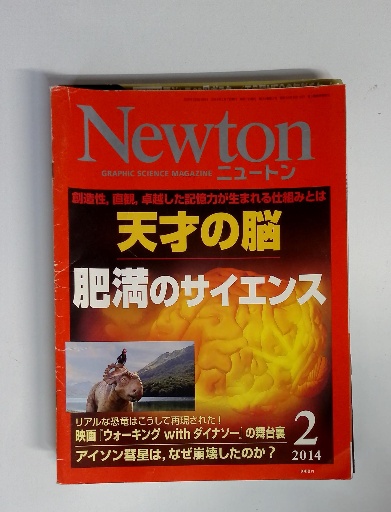 Newton
GRAPHIC SCIENCE MAGAZINE ニュートン
創造性，直観，卓越した記憶力が生まれる仕組みとは
天才の脳
肥満のサイエンス
リアルな恐竜はこうして再現された！
映画「ウォーキング with ダイナソー」の舞台裏
アイソン彗星は，なぜ崩壊したのか？
2
2014